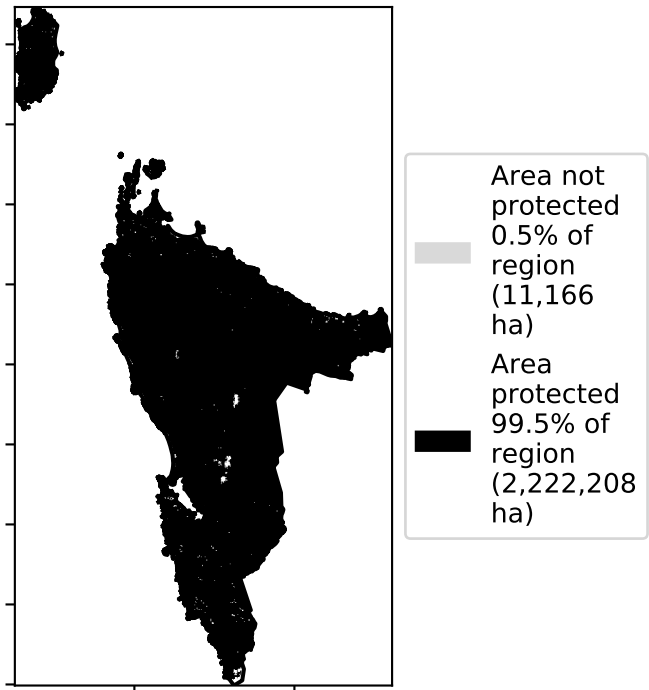 Area not
protected
0.5% of
region
(11,166
ha)
Area
protected
99.5% of
region
(2,222,208
ha)